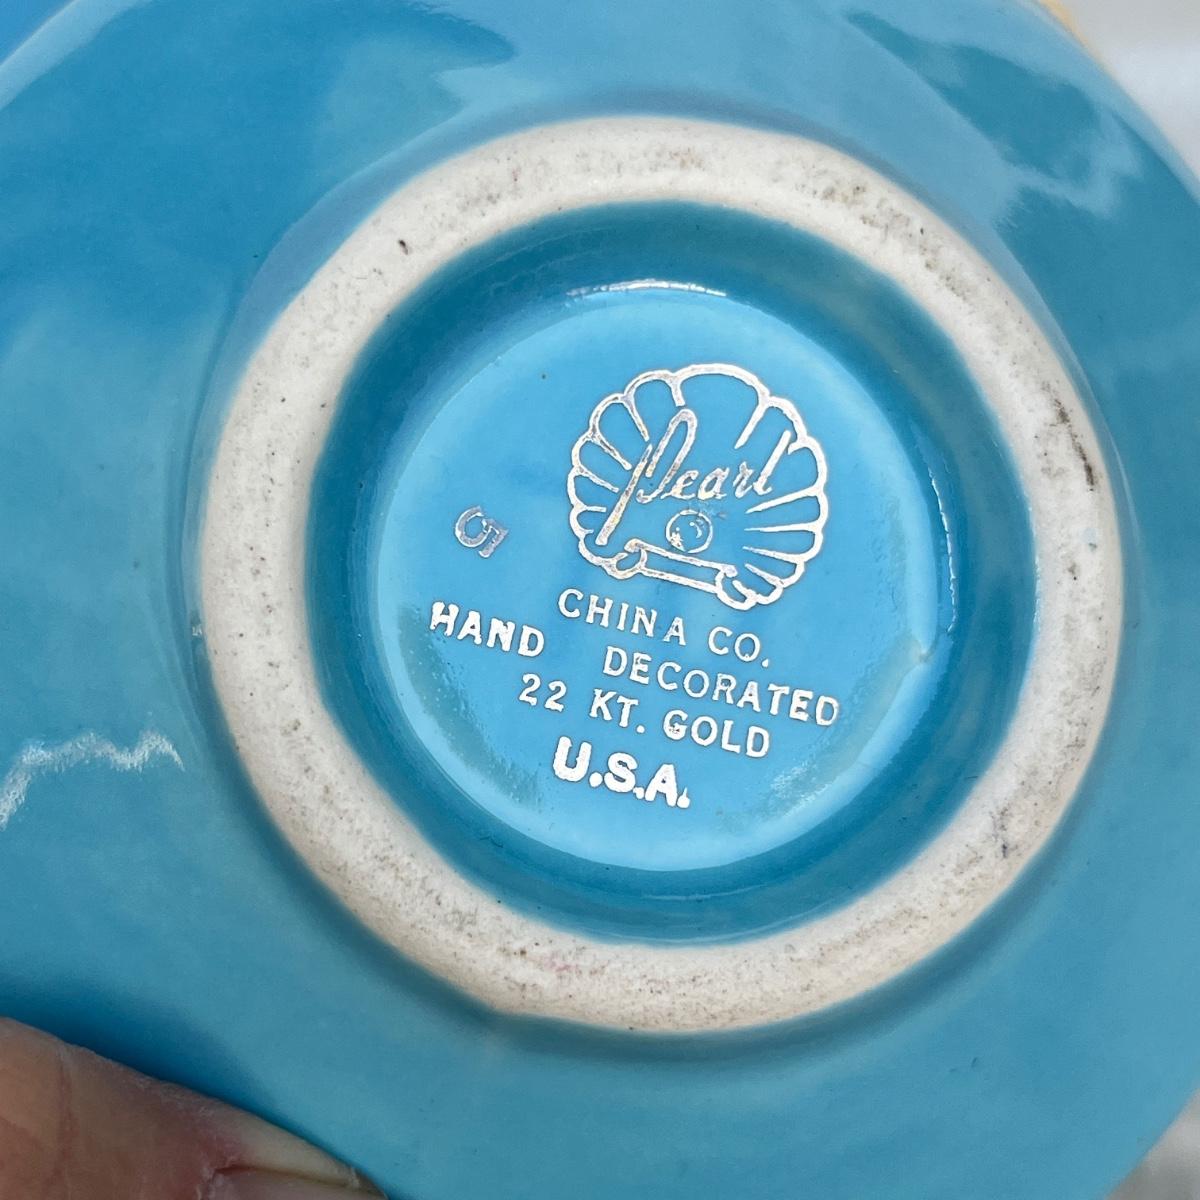 Pearl
5
CHINA CO.
HAND DECORATED
22 KT. GOLD
U.S.A.